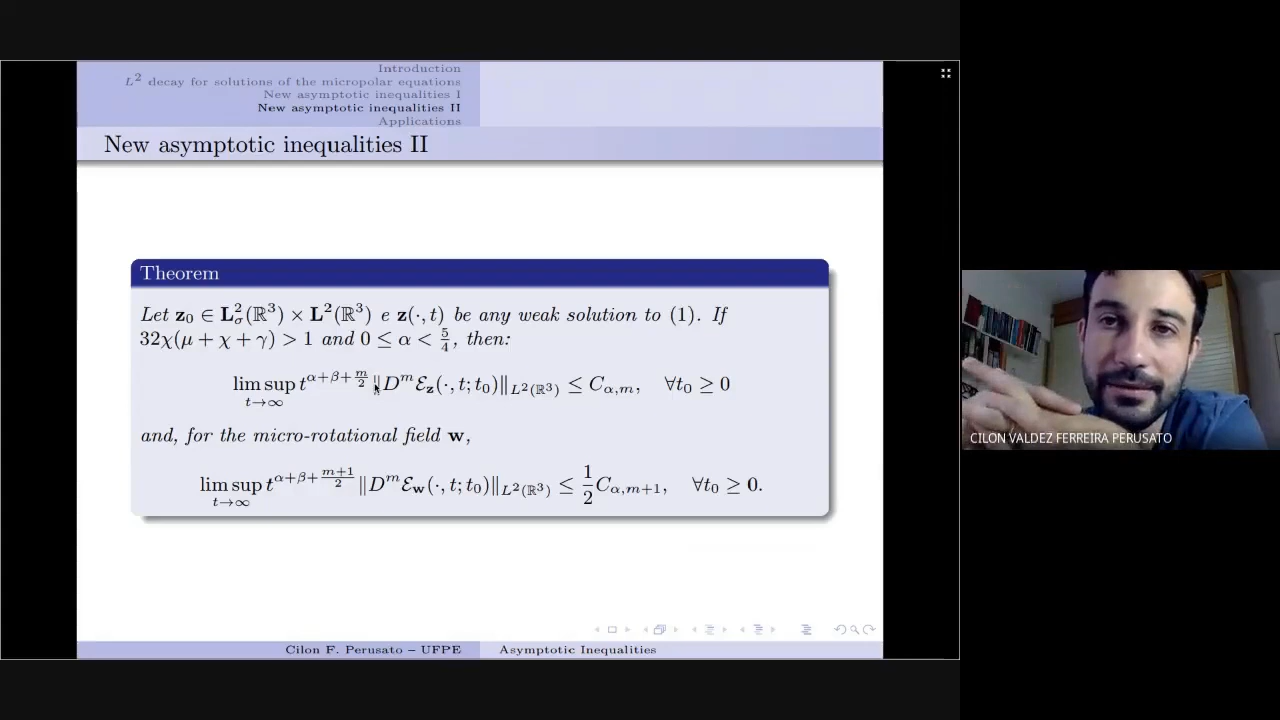 Introduction
L² decay for solutions of the micropolar equations
New asymptotic inequalities I
New asymptotic inequalities II
Applications
New asymptotic inequalities II
Theorem
Let z₀ ∈ L²_σ(ℝ³) × L²(ℝ³) e z(·, t) be any weak solution to (1). If
32χ(μ + χ + γ) > 1 and 0 ≤ α < 5/4, then:
lim sup_{t→∞} t^{α+β+m/2} ‖D^m ℰ_z(·, t; t₀)‖_{L²(ℝ³)} ≤ C_{α,m}, ∀t₀ ≥ 0
and, for the micro-rotational field w,
lim sup_{t→∞} t^{α+β+(m+1)/2} ‖D^m ℰ_w(·, t; t₀)‖_{L²(ℝ³)} ≤ 1/2 C_{α,m+1}, ∀t₀ ≥ 0.
CILON VALDEZ FERREIRA PERUSATO
Cilon F. Perusato – UFPE
Asymptotic Inequalities